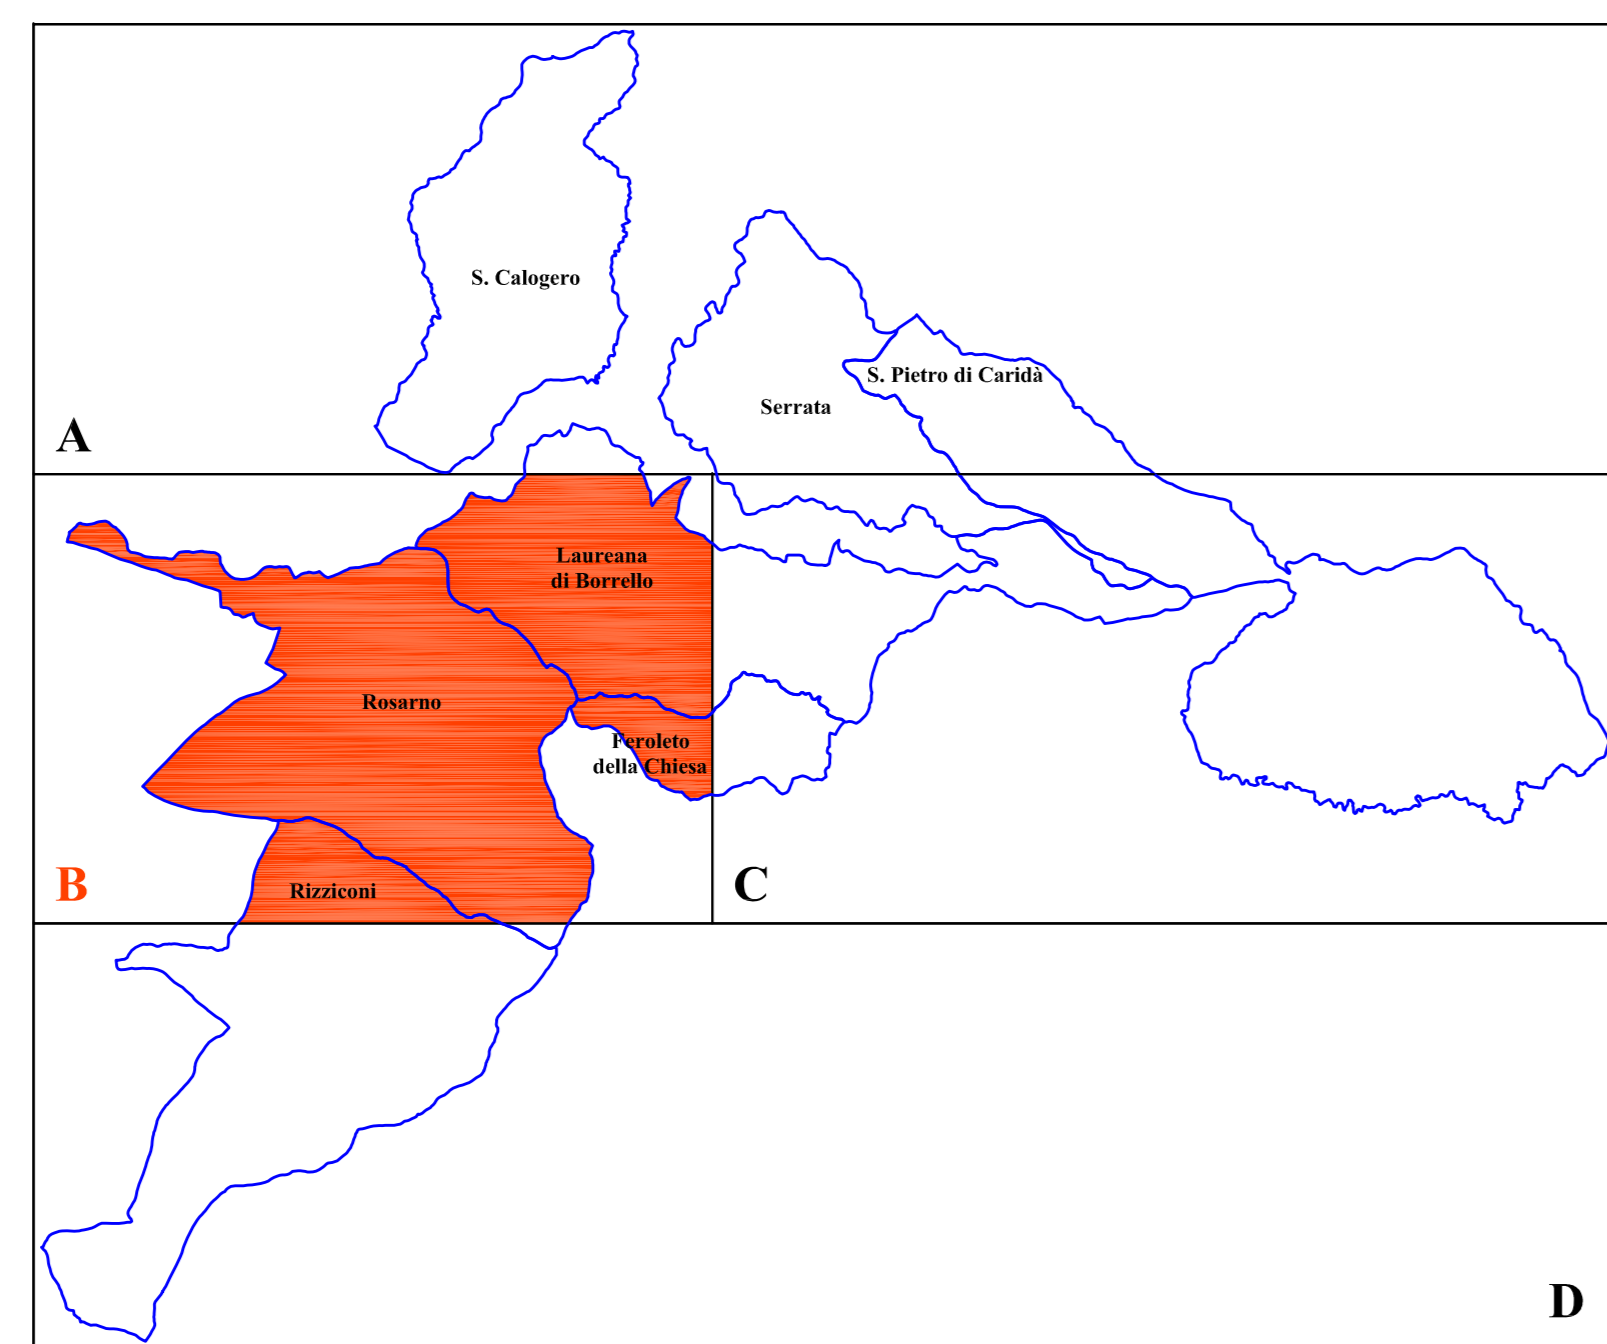 S. Calogero
S. Pietro di Caridà
Serrata
A
Laureana
di Borrello
Rosarno
Feroleto
della Chiesa
B
Rizziconi
C
D